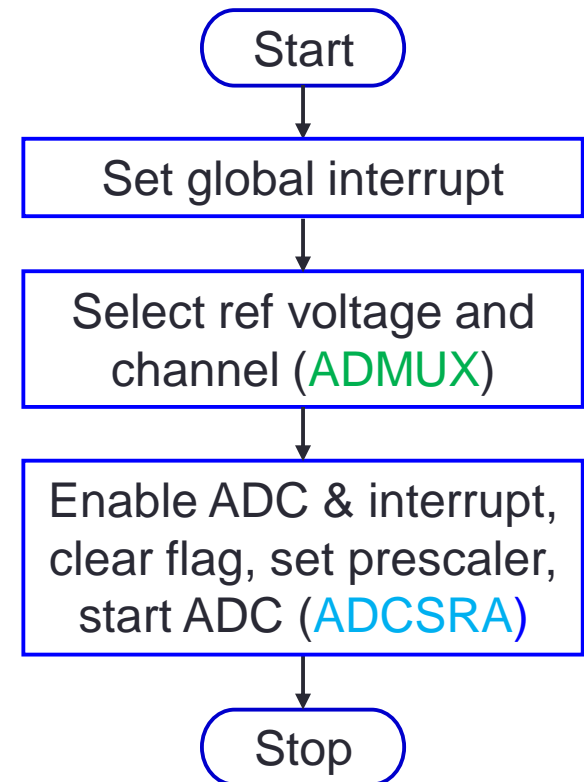 Start
Set global interrupt
Select ref voltage and
channel (ADMUX)
Enable ADC & interrupt,
clear flag, set prescaler,
start ADC (ADCSRA)
Stop